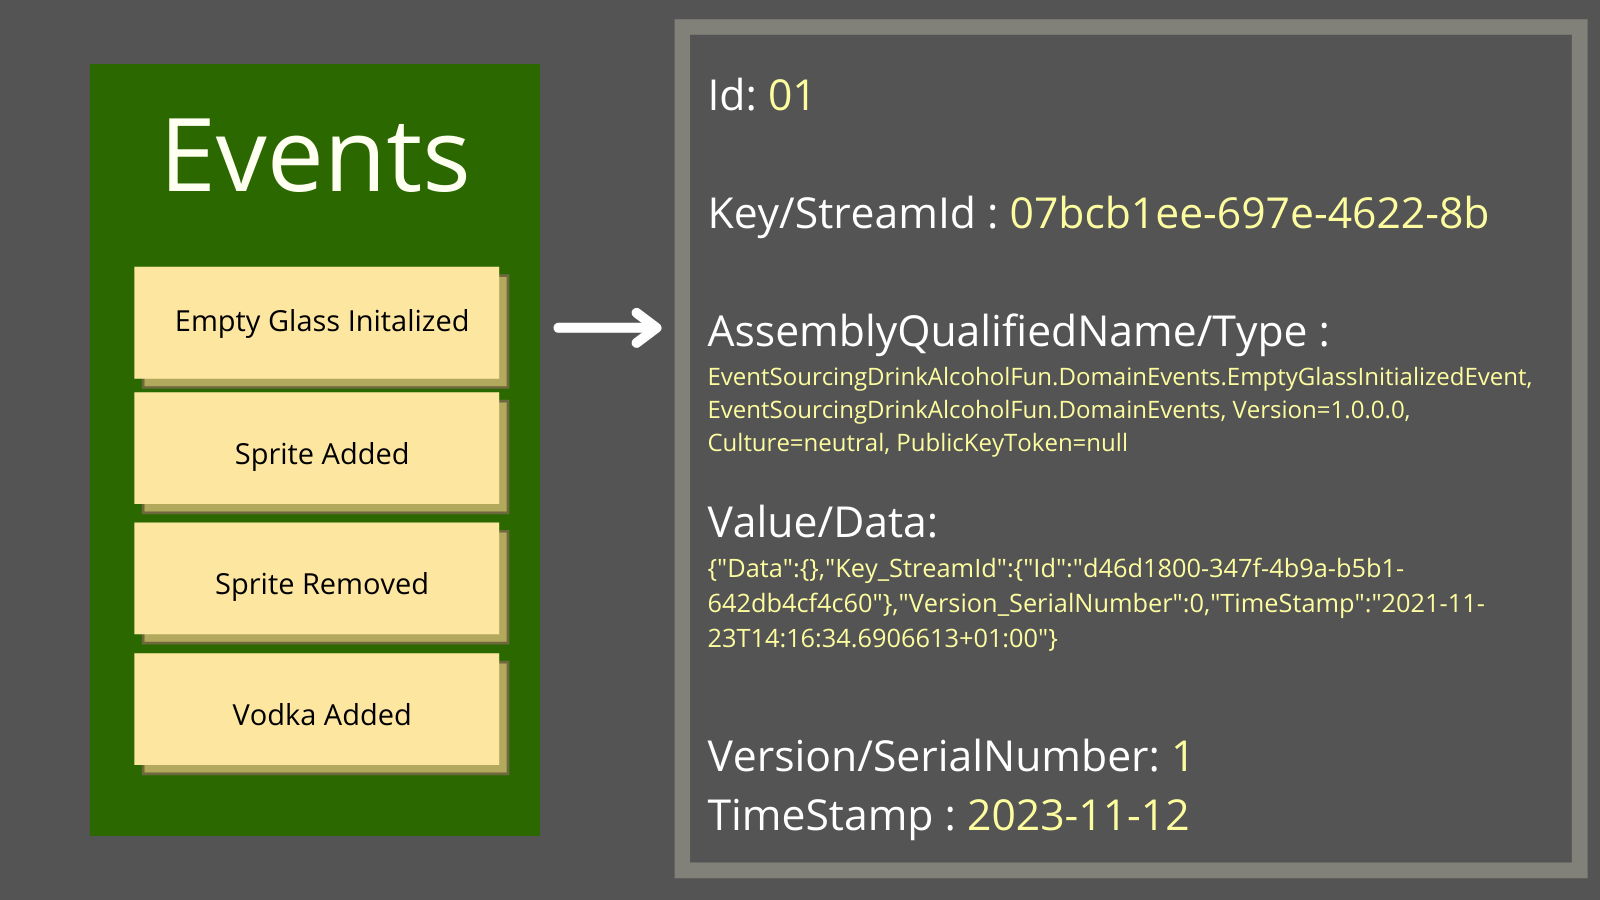 Events
Empty Glass Initalized
Sprite Added
Sprite Removed
Vodka Added
Id: 01
Key/StreamId : 07bcb1ee-697e-4622-8b
AssemblyQualifiedName/Type :
EventSourcingDrinkAlcoholFun.DomainEvents.EmptyGlassInitializedEvent,
EventSourcingDrinkAlcoholFun.DomainEvents, Version=1.0.0.0,
Culture=neutral, PublicKeyToken=null
Value/Data:
{"Data":{},"Key_StreamId":{"Id":"d46d1800-347f-4b9a-b5b1-
642db4cf4c60"},"Version_SerialNumber":0,"TimeStamp":"2021-11-
23T14:16:34.6906613+01:00"}
Version/SerialNumber: 1
TimeStamp : 2023-11-12